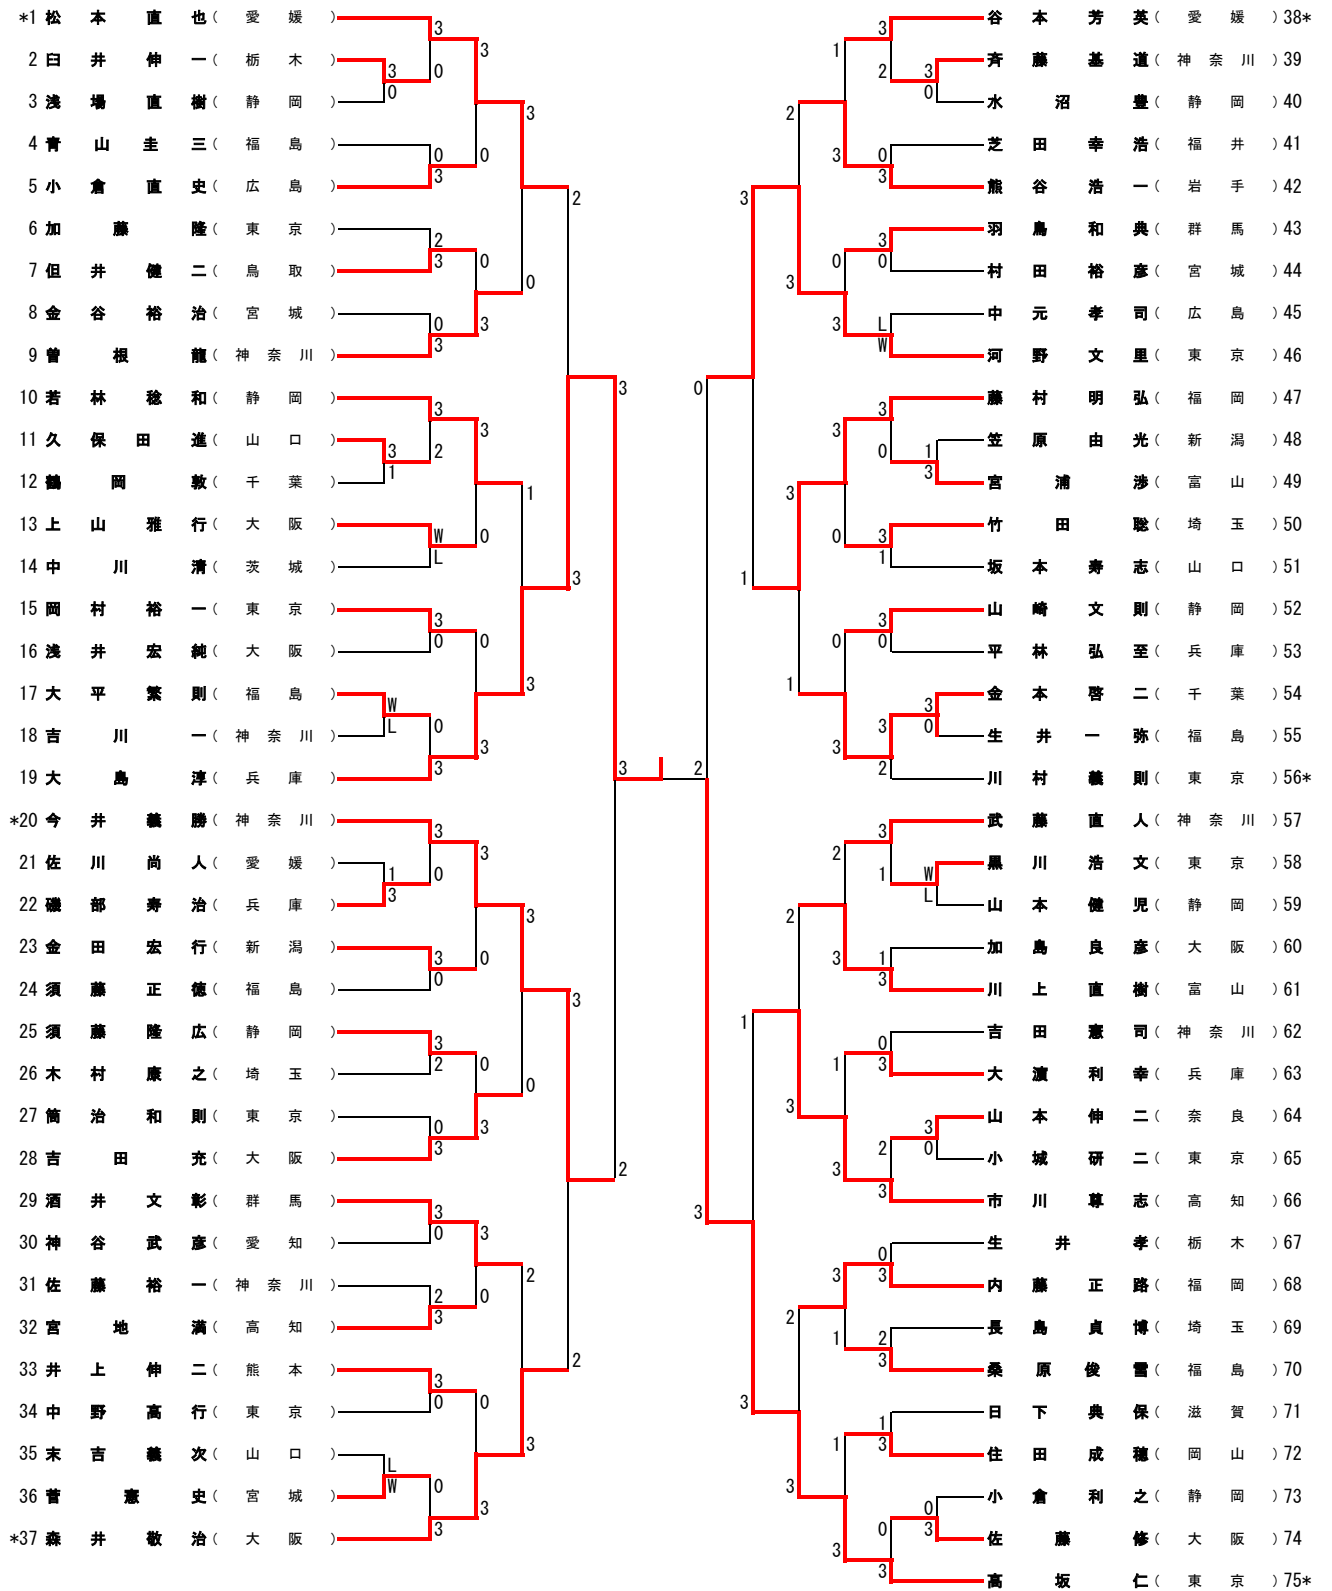 *1 松本直也(愛媛)
2 臼井伸一(栃木)
3 浅場直樹(静岡)
4 青山圭三(福島)
5 小倉直史(広島)
6 加藤隆(東京)
7 但井健二(鳥取)
8 金谷裕治(宮城)
9 曽根龍(神奈川)
10 若林稔和(静岡)
11 久保田進(山口)
12 鶴岡敦(千葉)
13 上山雅行(大阪)
14 中川清(茨城)
15 岡村裕一(東京)
16 浅井宏純(大阪)
17 大平繁則(福島)
18 吉川一(神奈川)
19 大島淳(兵庫)
*20 今井義勝(神奈川)
21 佐川尚人(愛媛)
22 磯部寿治(兵庫)
23 金田宏行(新潟)
24 須藤正徳(福島)
25 須藤隆広(静岡)
26 木村康之(埼玉)
27 筒治和則(東京)
28 吉田充(大阪)
29 酒井文彰(群馬)
30 神谷武彦(愛知)
31 佐藤裕一(神奈川)
32 宮地満(高知)
33 井上伸二(熊本)
34 中野高行(東京)
35 末吉義次(山口)
36 菅憲史(宮城)
*37 森井敬治(大阪)
谷本芳英(愛媛)38*
斉藤基道(神奈川)39
水沼豊(静岡)40
芝田幸浩(福井)41
熊谷浩一(岩手)42
羽鳥和典(群馬)43
村田裕彦(宮城)44
中元孝司(広島)45
河野文里(東京)46
藤村明弘(福岡)47
笠原由光(新潟)48
宮浦渉(富山)49
竹田聡(埼玉)50
坂本寿志(山口)51
山崎文則(静岡)52
平林弘至(兵庫)53
金本啓二(千葉)54
生井一弥(福島)55
川村義則(東京)56*
武藤直人(神奈川)57
黒川浩文(東京)58
山本健児(静岡)59
加島良彦(大阪)60
川上直樹(富山)61
吉田憲司(神奈川)62
大濵利幸(兵庫)63
山本伸二(奈良)64
小城研二(東京)65
市川尊志(高知)66
生井孝(栃木)67
内藤正路(福岡)68
長島貞博(埼玉)69
桑原俊雪(福島)70
日下典保(滋賀)71
住田成穂(岡山)72
小倉利之(静岡)73
佐藤修(大阪)74
高坂仁(東京)75*